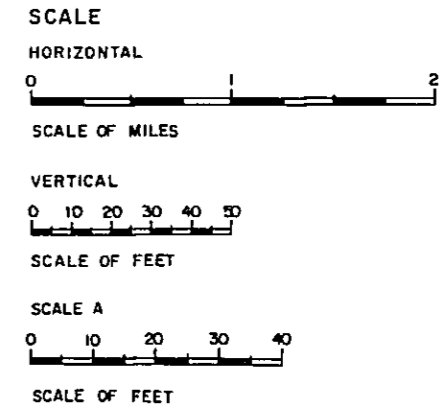 SCALE
HORIZONTAL
0 1 2
SCALE OF MILES
VERTICAL
0 10 20 30 40 50
SCALE OF FEET
SCALE A
0 10 20 30 40
SCALE OF FEET